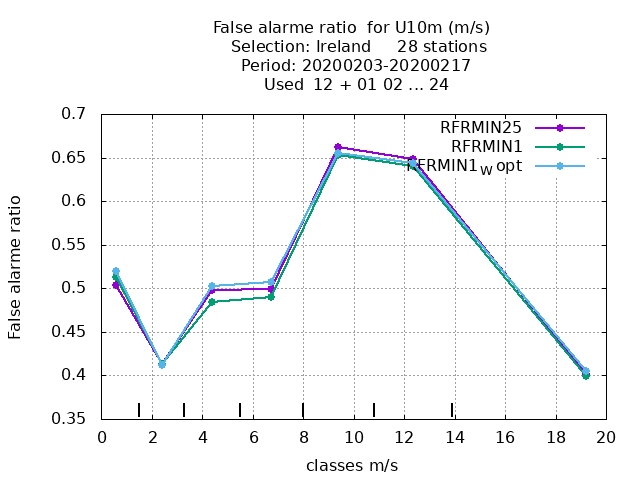 False alarme ratio  for U10m (m/s)
Selection: Ireland     28 stations
Period: 20200203-20200217
Used  12 + 01 02 ... 24
RFRMIN25
RFRMIN1
RFRMIN1W opt
False alarme ratio
0.7
0.65
0.6
0.55
0.5
0.45
0.4
0.35
0 2 4 6 8 10 12 14 16 18 20
classes m/s